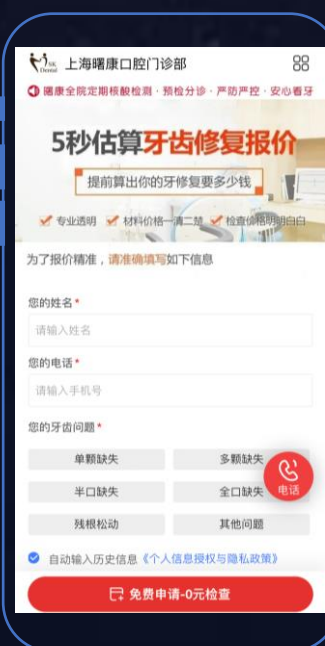 SK Dental 上海曙康口腔门诊部
曙康全院定期核酸检测·预检分诊·严防严控·安心看牙
5秒估算牙齿修复报价
提前算出你的牙修复要多少钱
专业透明 材料价格一清二楚 检查价格明明白白
为了报价精准，请准确填写如下信息
您的姓名*
请输入姓名
您的电话*
请输入手机号
您的牙齿问题*
单颗缺失 多颗缺失
半口缺失 全口缺失
电话
残根松动 其他问题
自动输入历史信息《个人信息授权与隐私政策》
免费申请-0元检查